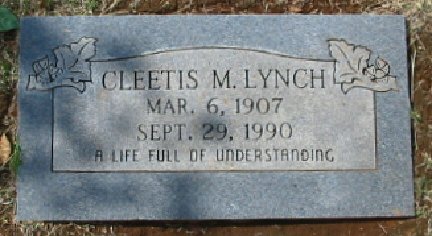 CLEETIS M. LYNCH
MAR. 6, 1907
SEPT. 29, 1990
A LIFE FULL OF UNDERSTANDING